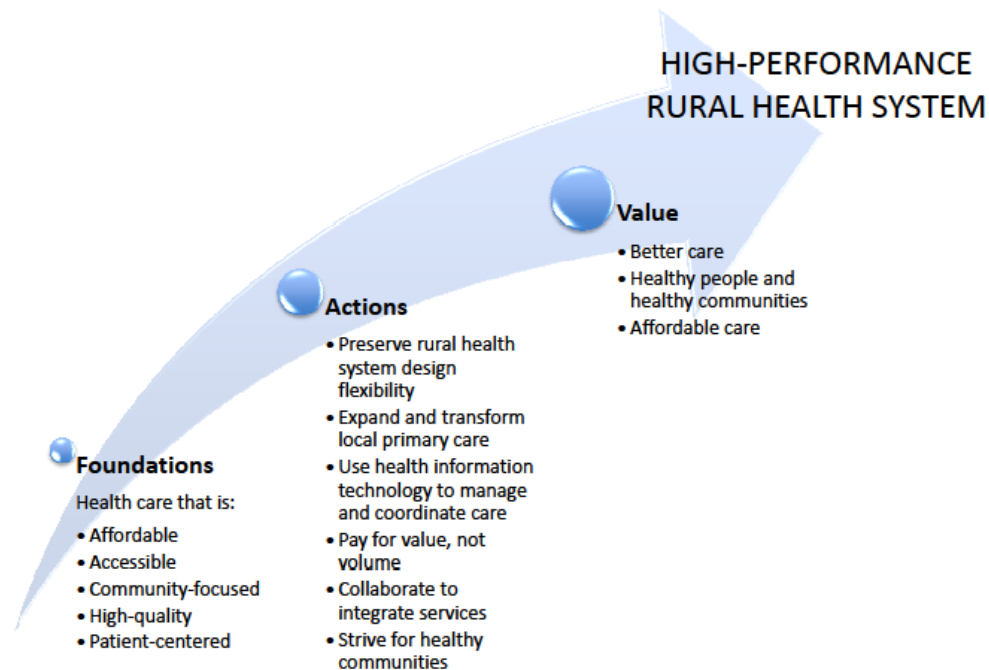 HIGH-PERFORMANCE
RURAL HEALTH SYSTEM
Value
• Better care
• Healthy people and
healthy communities
• Affordable care
Actions
• Preserve rural health
system design
flexibility
• Expand and transform
local primary care
• Use health information
technology to manage
and coordinate care
• Pay for value, not
volume
• Collaborate to
integrate services
• Strive for healthy
communities
Foundations
Health care that is:
• Affordable
• Accessible
• Community-focused
• High-quality
• Patient-centered